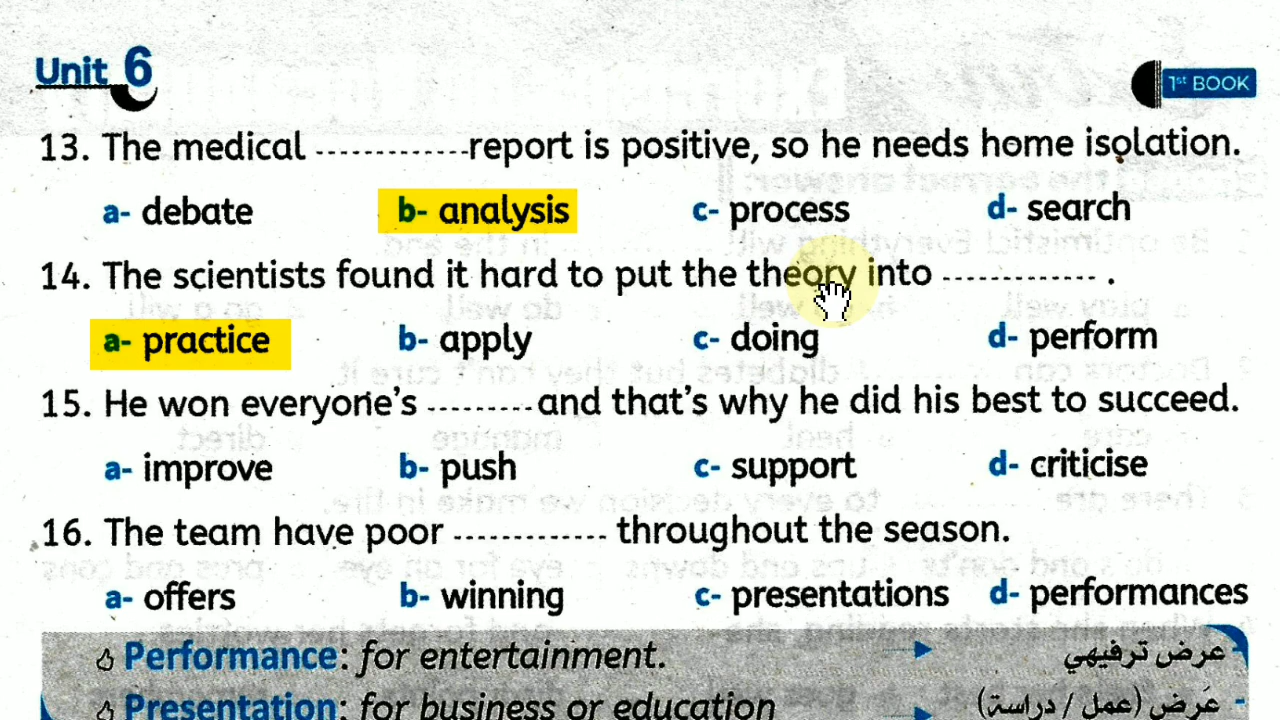 Unit 6
1st BOOK
13. The medical .............report is positive, so he needs home isolation.
a- debate b- analysis c- process d- search
14. The scientists found it hard to put the theory into ............. .
a- practice b- apply c- doing d- perform
15. He won everyone's .........and that's why he did his best to succeed.
a- improve b- push c- support d- criticise
16. The team have poor ............. throughout the season.
a- offers b- winning c- presentations d- performances
Performance: for entertainment. - عرض ترفيهي
Presentation: for business or education - عَرض (عمل / دراسة)